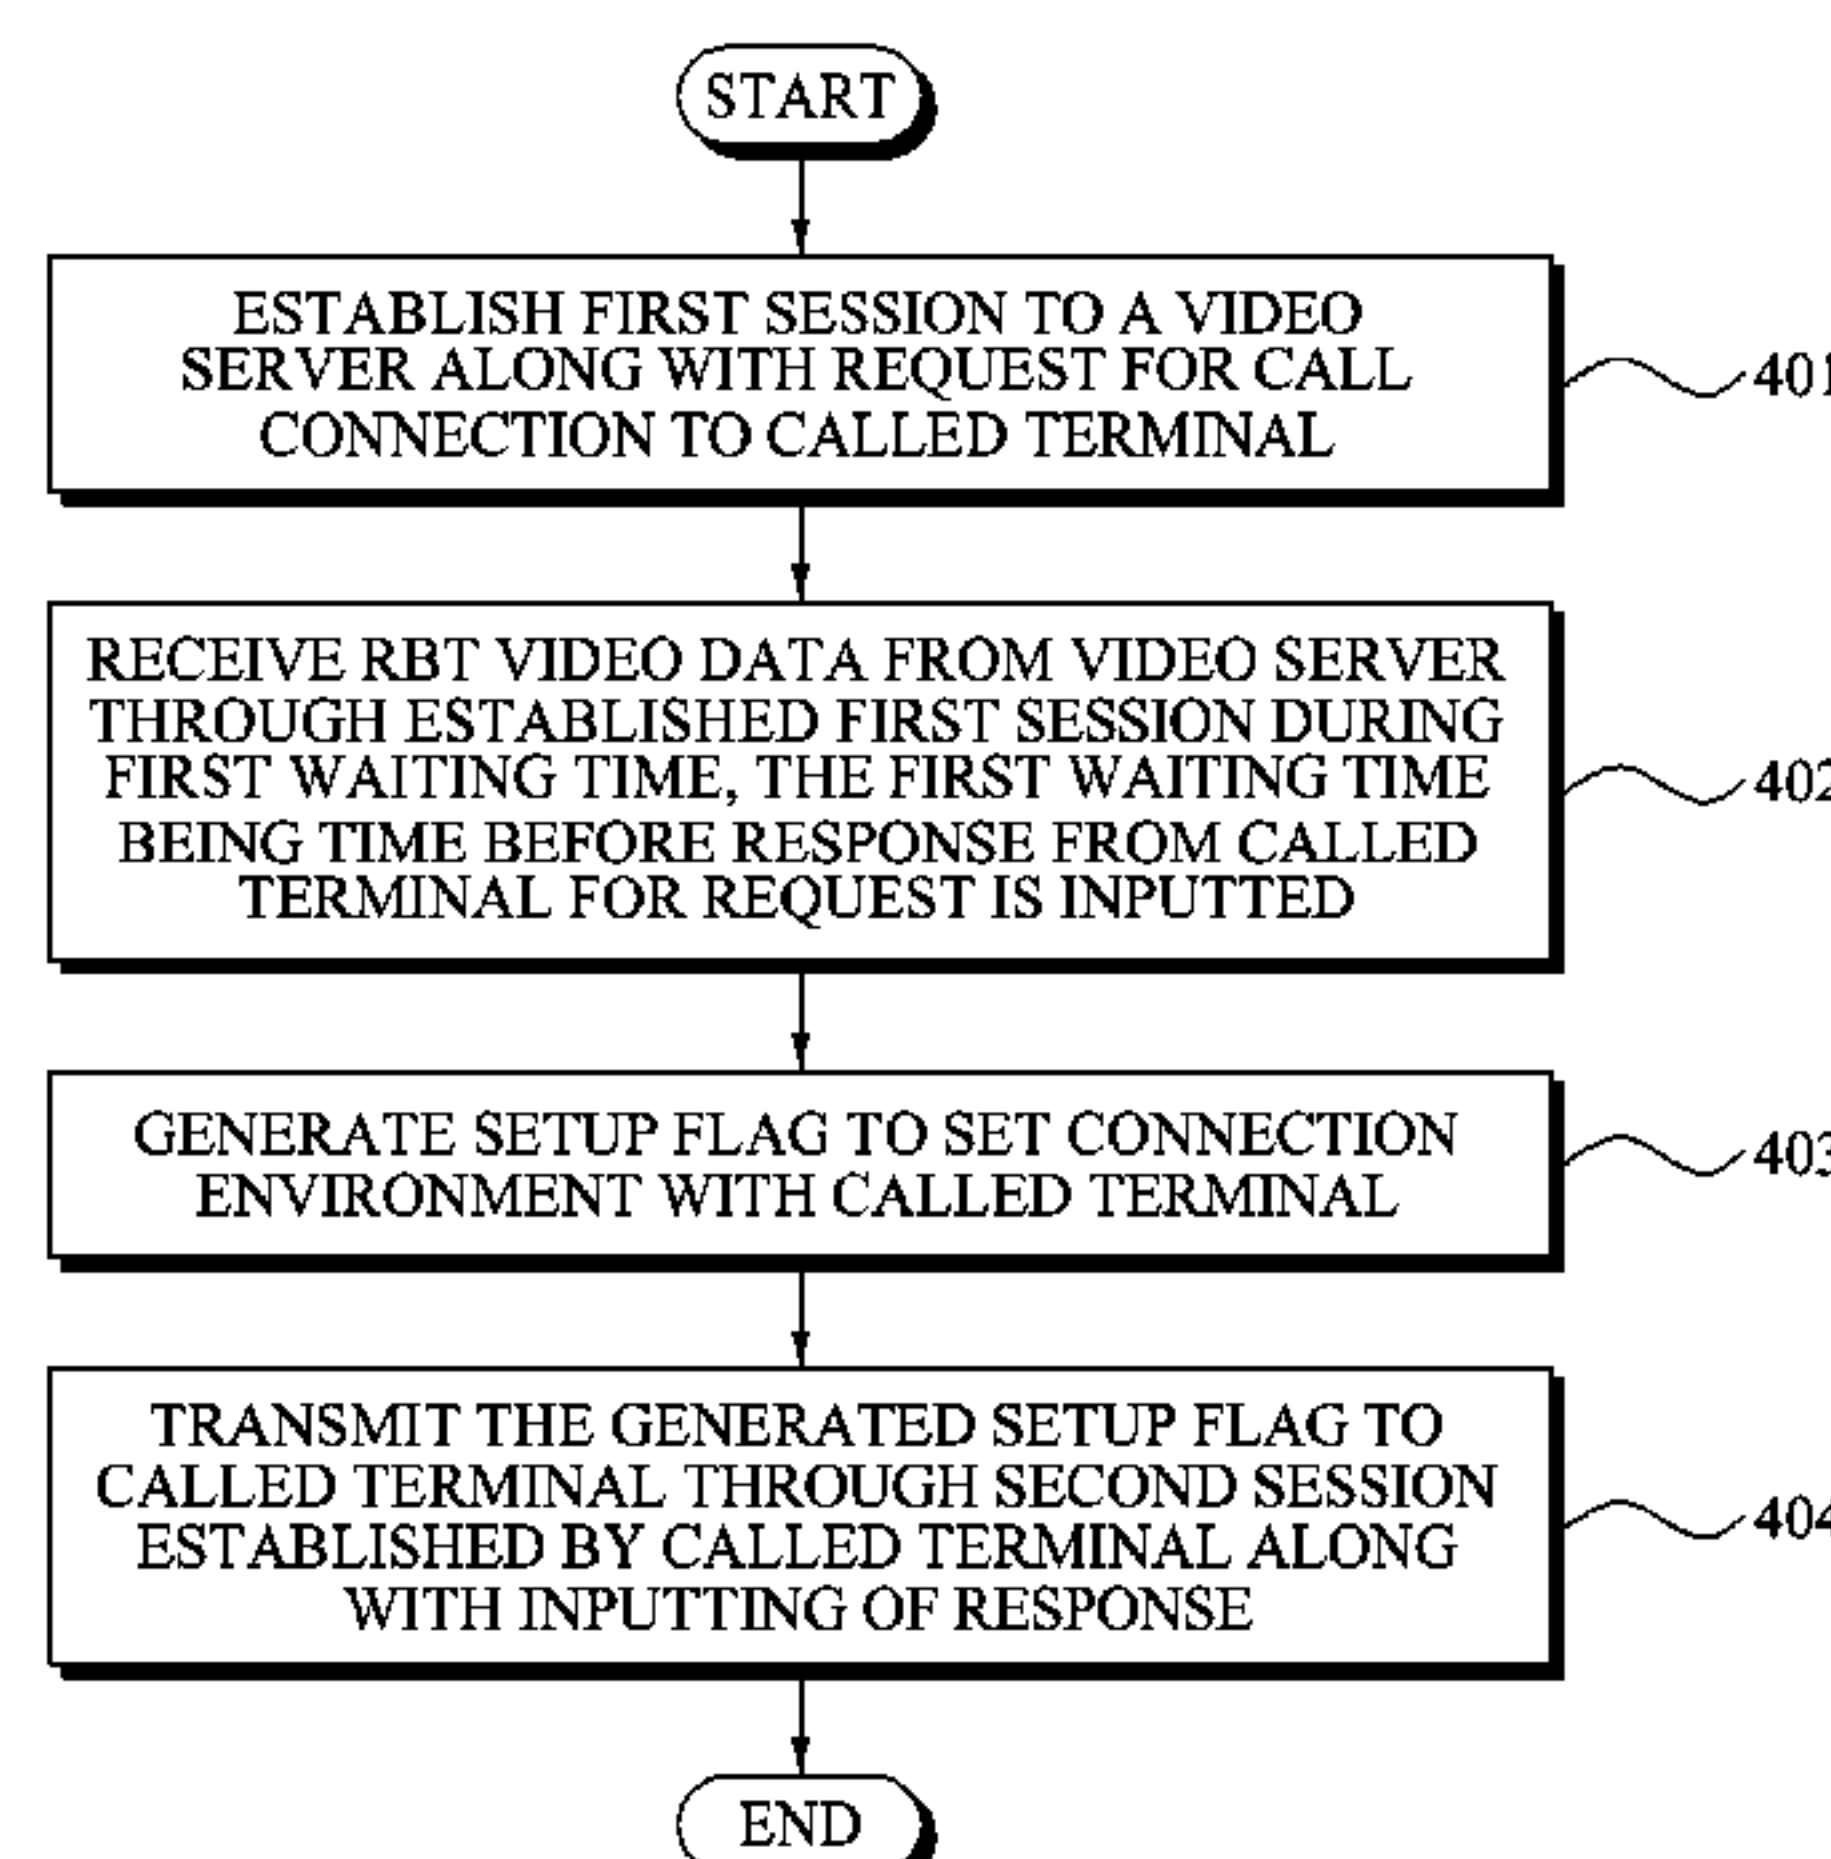 START
ESTABLISH FIRST SESSION TO A VIDEO
SERVER ALONG WITH REQUEST FOR CALL
CONNECTION TO CALLED TERMINAL
401
RECEIVE RBT VIDEO DATA FROM VIDEO SERVER
THROUGH ESTABLISHED FIRST SESSION DURING
FIRST WAITING TIME, THE FIRST WAITING TIME
BEING TIME BEFORE RESPONSE FROM CALLED
TERMINAL FOR REQUEST IS INPUTTED
402
GENERATE SETUP FLAG TO SET CONNECTION
ENVIRONMENT WITH CALLED TERMINAL
403
TRANSMIT THE GENERATED SETUP FLAG TO
CALLED TERMINAL THROUGH SECOND SESSION
ESTABLISHED BY CALLED TERMINAL ALONG
WITH INPUTTING OF RESPONSE
404
END